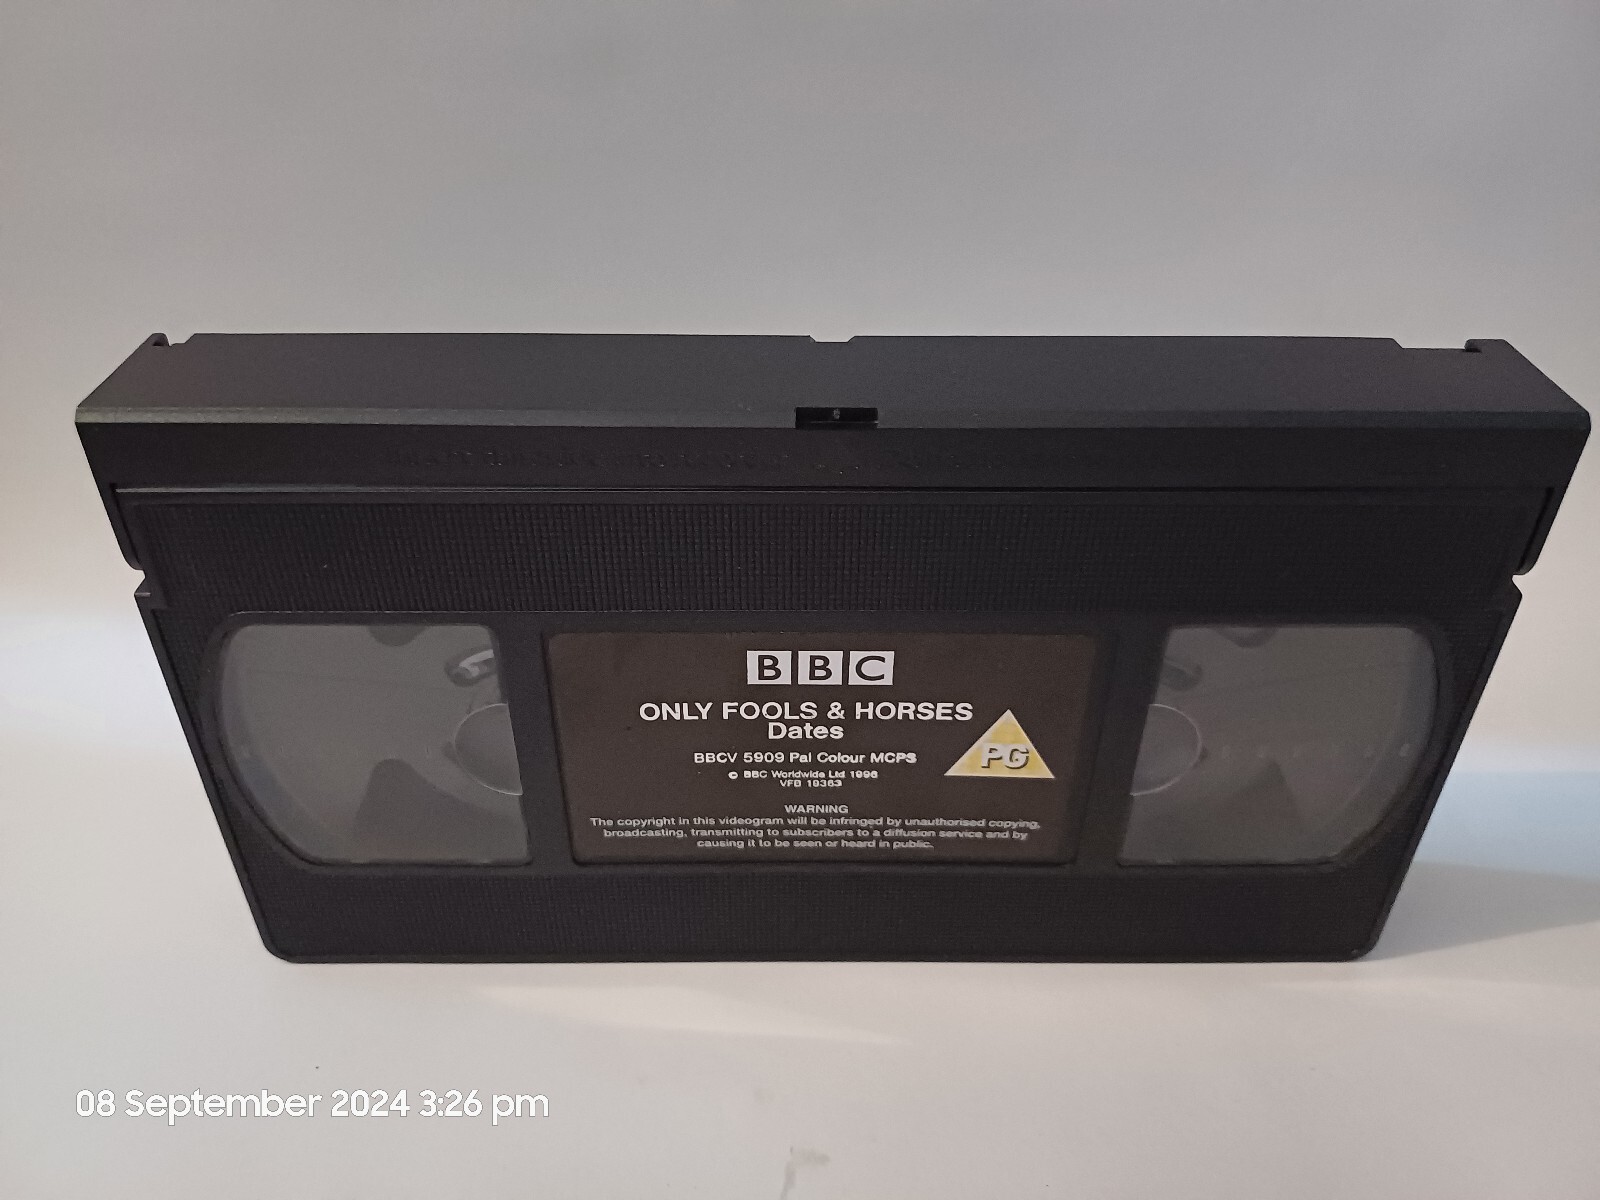 BBC
ONLY FOOLS & HORSES
Dates
PG
BBCV 5909 Pal Colour MCPS
© BBC Worldwide Ltd 1996
VFB 19363
WARNING
The copyright in this videogram will be infringed by unauthorised copying,
broadcasting, transmitting to subscribers to a diffusion service and by
causing it to be seen or heard in public.
08 September 2024 3:26 pm